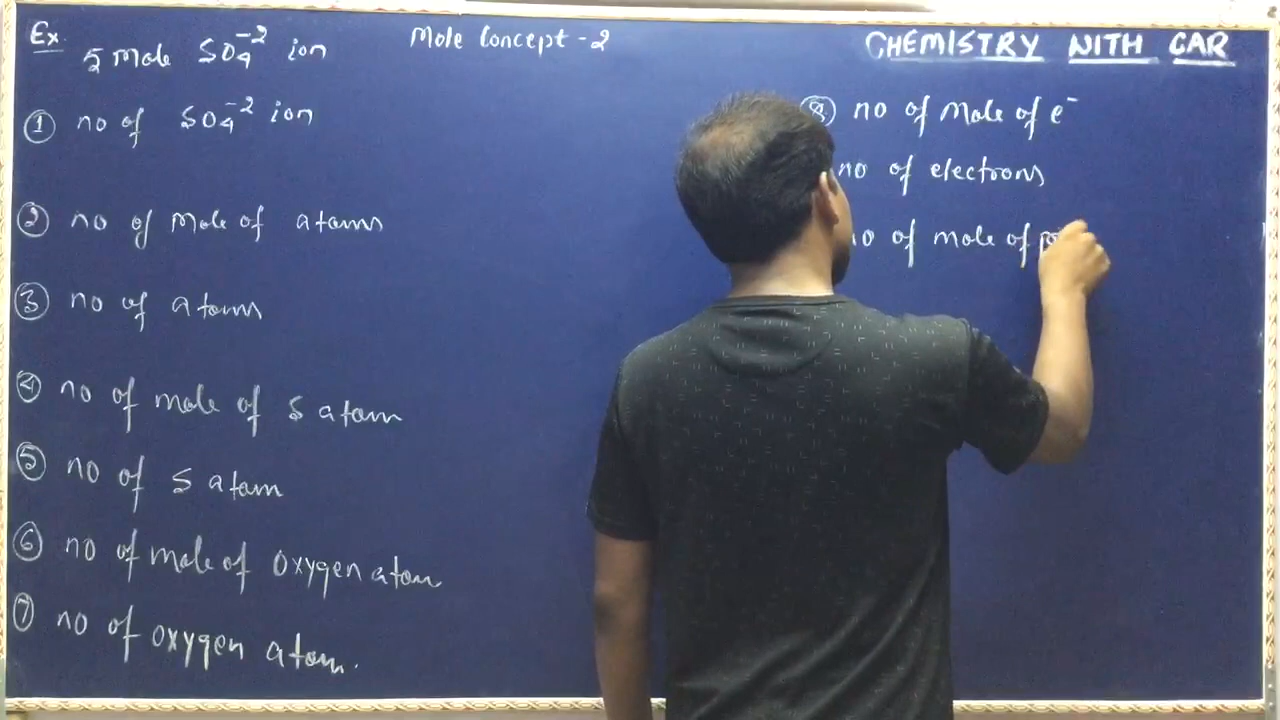 Ex.
5 Mole SO₄⁻² ion
Mole Concept - 2
① no of SO₄⁻² ion
② no of Mole of atoms
③ no of atoms
④ no of mole of S atom
⑤ no of S atom
⑥ no of mole of oxygen atom
⑦ no of oxygen atom.
CHEMISTRY WITH CAR
⑧ no of Mole of e⁻
no of electrons
no of mole of